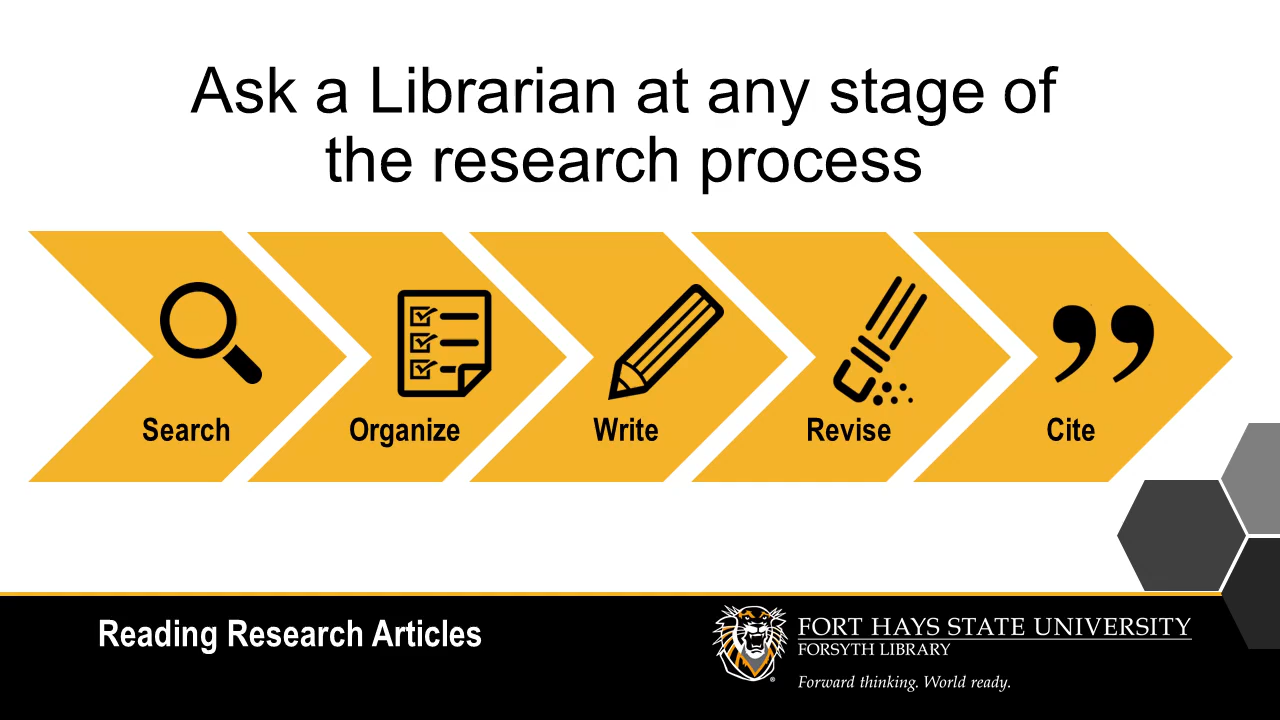 Ask a Librarian at any stage of
the research process
Search
Organize
Write
Revise
Cite
Reading Research Articles
FORT HAYS STATE UNIVERSITY
FORSYTH LIBRARY
Forward thinking. World ready.